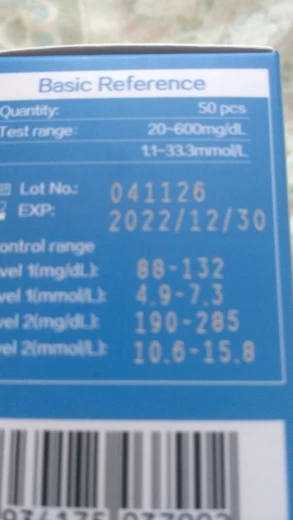 Basic Reference
Quantity: 50 pcs
Test range: 20-600mg/dL
1.1-33.3mmol/L
Lot No.: 041126
EXP: 2022/12/30
ontrol range
vel 1(mg/dL): 88-132
vel 1(mmol/L): 4.9-7.3
vel 2(mg/dL): 190-285
vel 2(mmol/L): 10.6-15.8